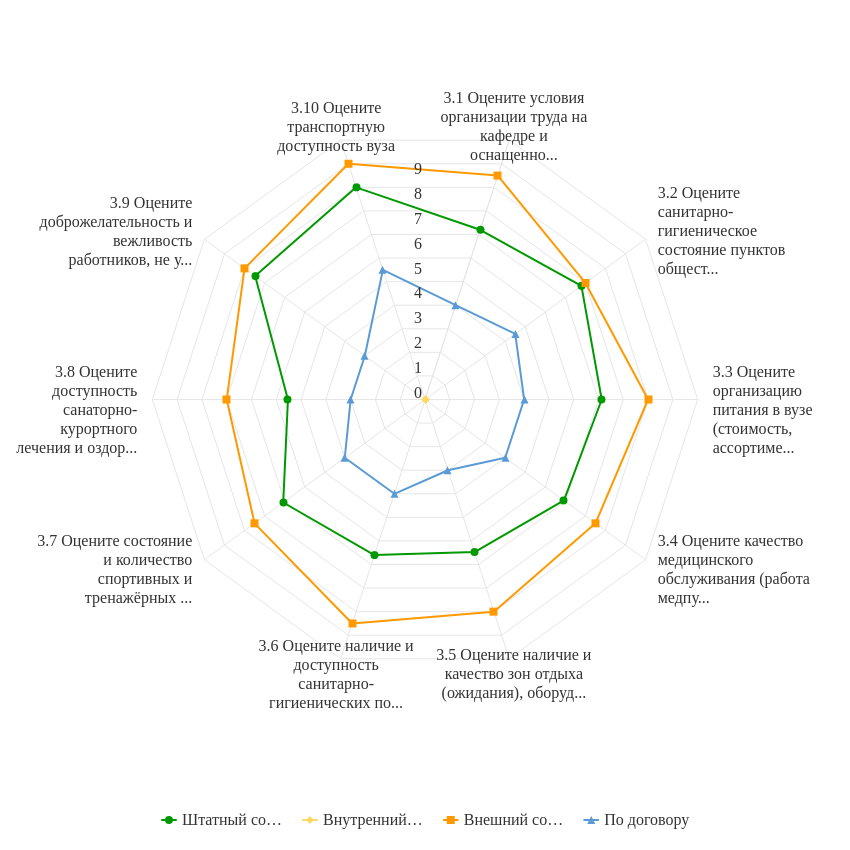 3.10 Оцените
транспортную
доступность вуза
3.1 Оцените условия
организации труда на
кафедре и
оснащенно...
3.2 Оцените
санитарно-
гигиеническое
состояние пунктов
общест...
3.3 Оцените
организацию
питания в вузе
(стоимость,
ассортиме...
3.4 Оцените качество
медицинского
обслуживания (работа
медпу...
3.5 Оцените наличие и
качество зон отдыха
(ожидания), оборуд...
3.6 Оцените наличие и
доступность
санитарно-
гигиенических по...
3.7 Оцените состояние
и количество
спортивных и
тренажёрных ...
3.8 Оцените
доступность
санаторно-
курортного
лечения и оздор...
3.9 Оцените
доброжелательность и
вежливость
работников, не у...
9
8
7
6
5
4
3
2
1
0
Штатный со…
Внутренний…
Внешний со…
По договору